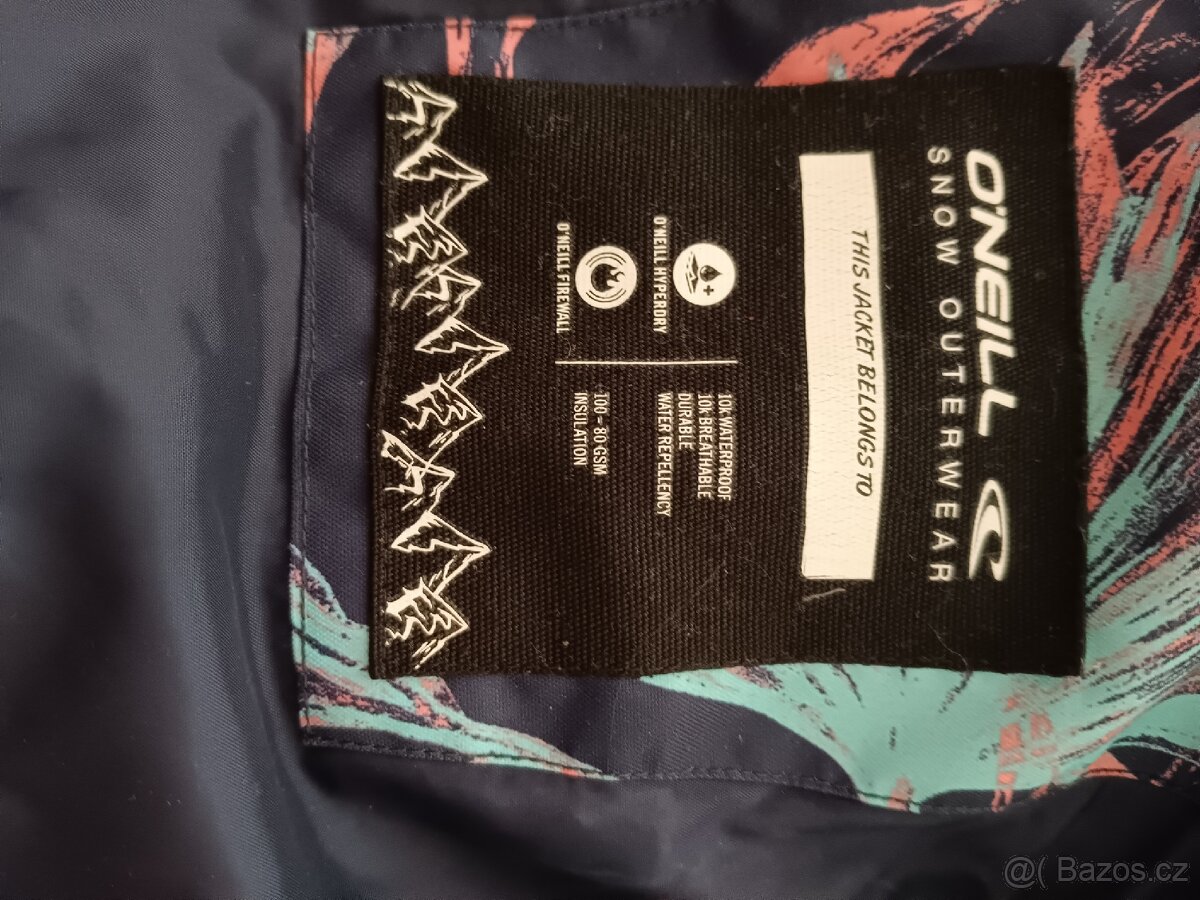 O'NEILL
SNOW OUTERWEAR
THIS JACKET BELONGS TO
O'NEILL HYPERDRY
10K WATERPROOF
10K BREATHABLE
DURABLE
WATER REPELLENCY
O'NEILL FIREWALL
100 - 80 GSM
INSULATION
@( Bazos.cz